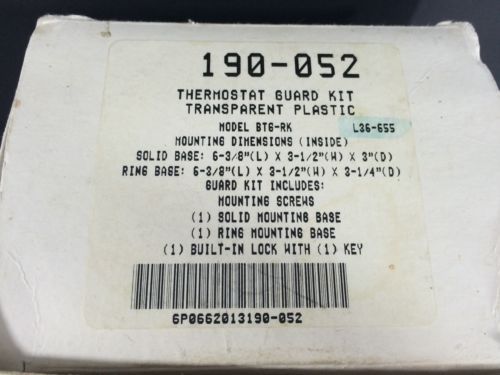 190-052
THERMOSTAT GUARD KIT
TRANSPARENT PLASTIC
MODEL BTG-RK L36-655
MOUNTING DIMENSIONS (INSIDE)
SOLID BASE: 6-3/8"(L) X 3-1/2"(W) X 3"(D)
RING BASE: 6-3/8"(L) X 3-1/2"(W) X 3-1/4"(D)
GUARD KIT INCLUDES:
MOUNTING SCREWS
(1) SOLID MOUNTING BASE
(1) RING MOUNTING BASE
(1) BUILT-IN LOCK WITH (1) KEY
6P0662013190-052